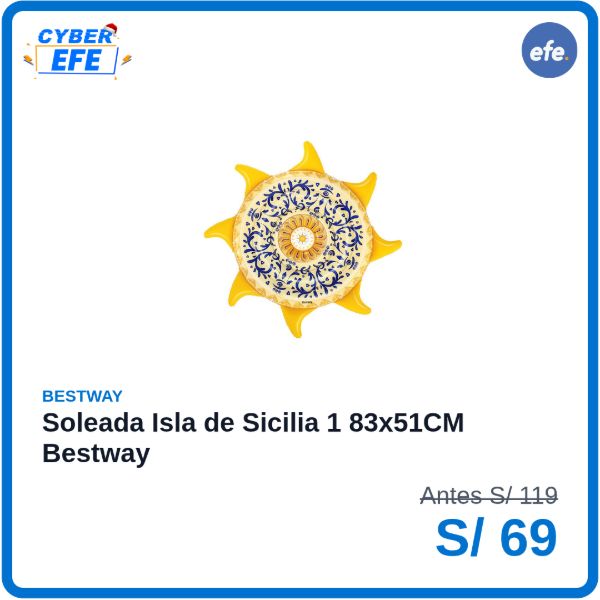 CYBER
EFE
efe.
BESTWAY
Soleada Isla de Sicilia 1 83x51CM
Bestway
Antes S/ 119
S/ 69